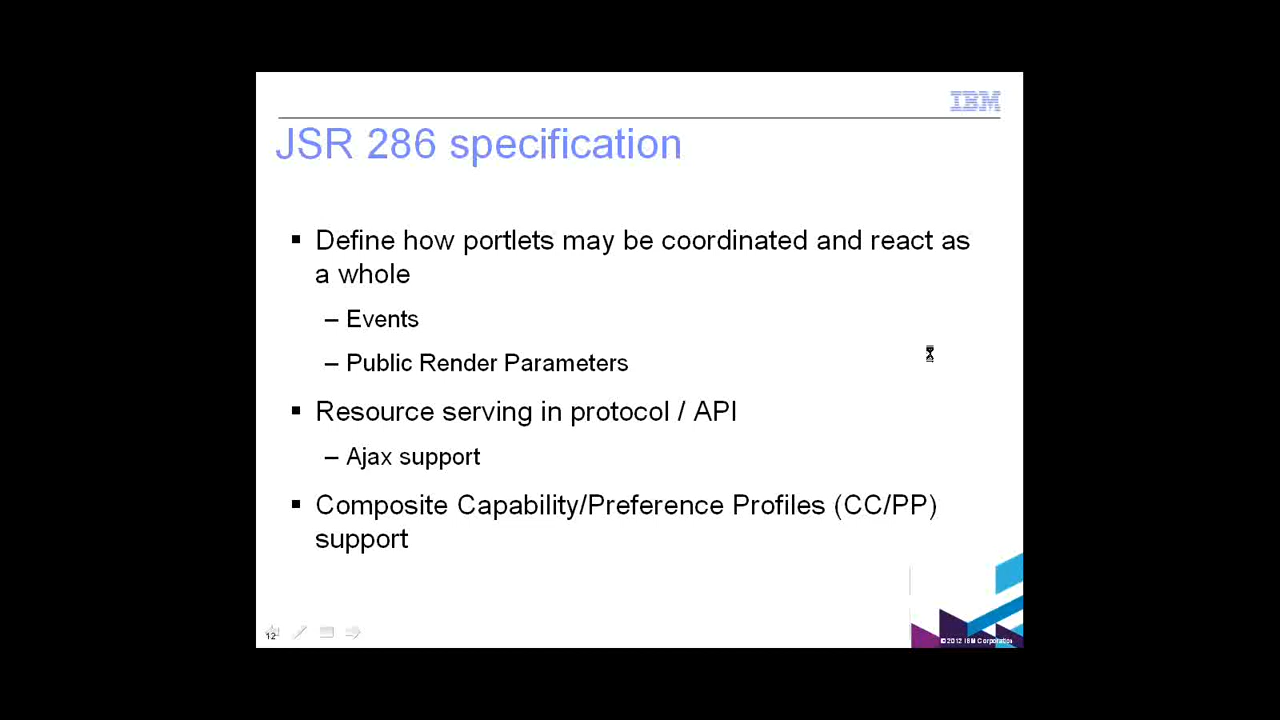 IBM
JSR 286 specification
▪ Define how portlets may be coordinated and react as
a whole
– Events
– Public Render Parameters
▪ Resource serving in protocol / API
– Ajax support
▪ Composite Capability/Preference Profiles (CC/PP)
support
12
© 2012 IBM Corporation